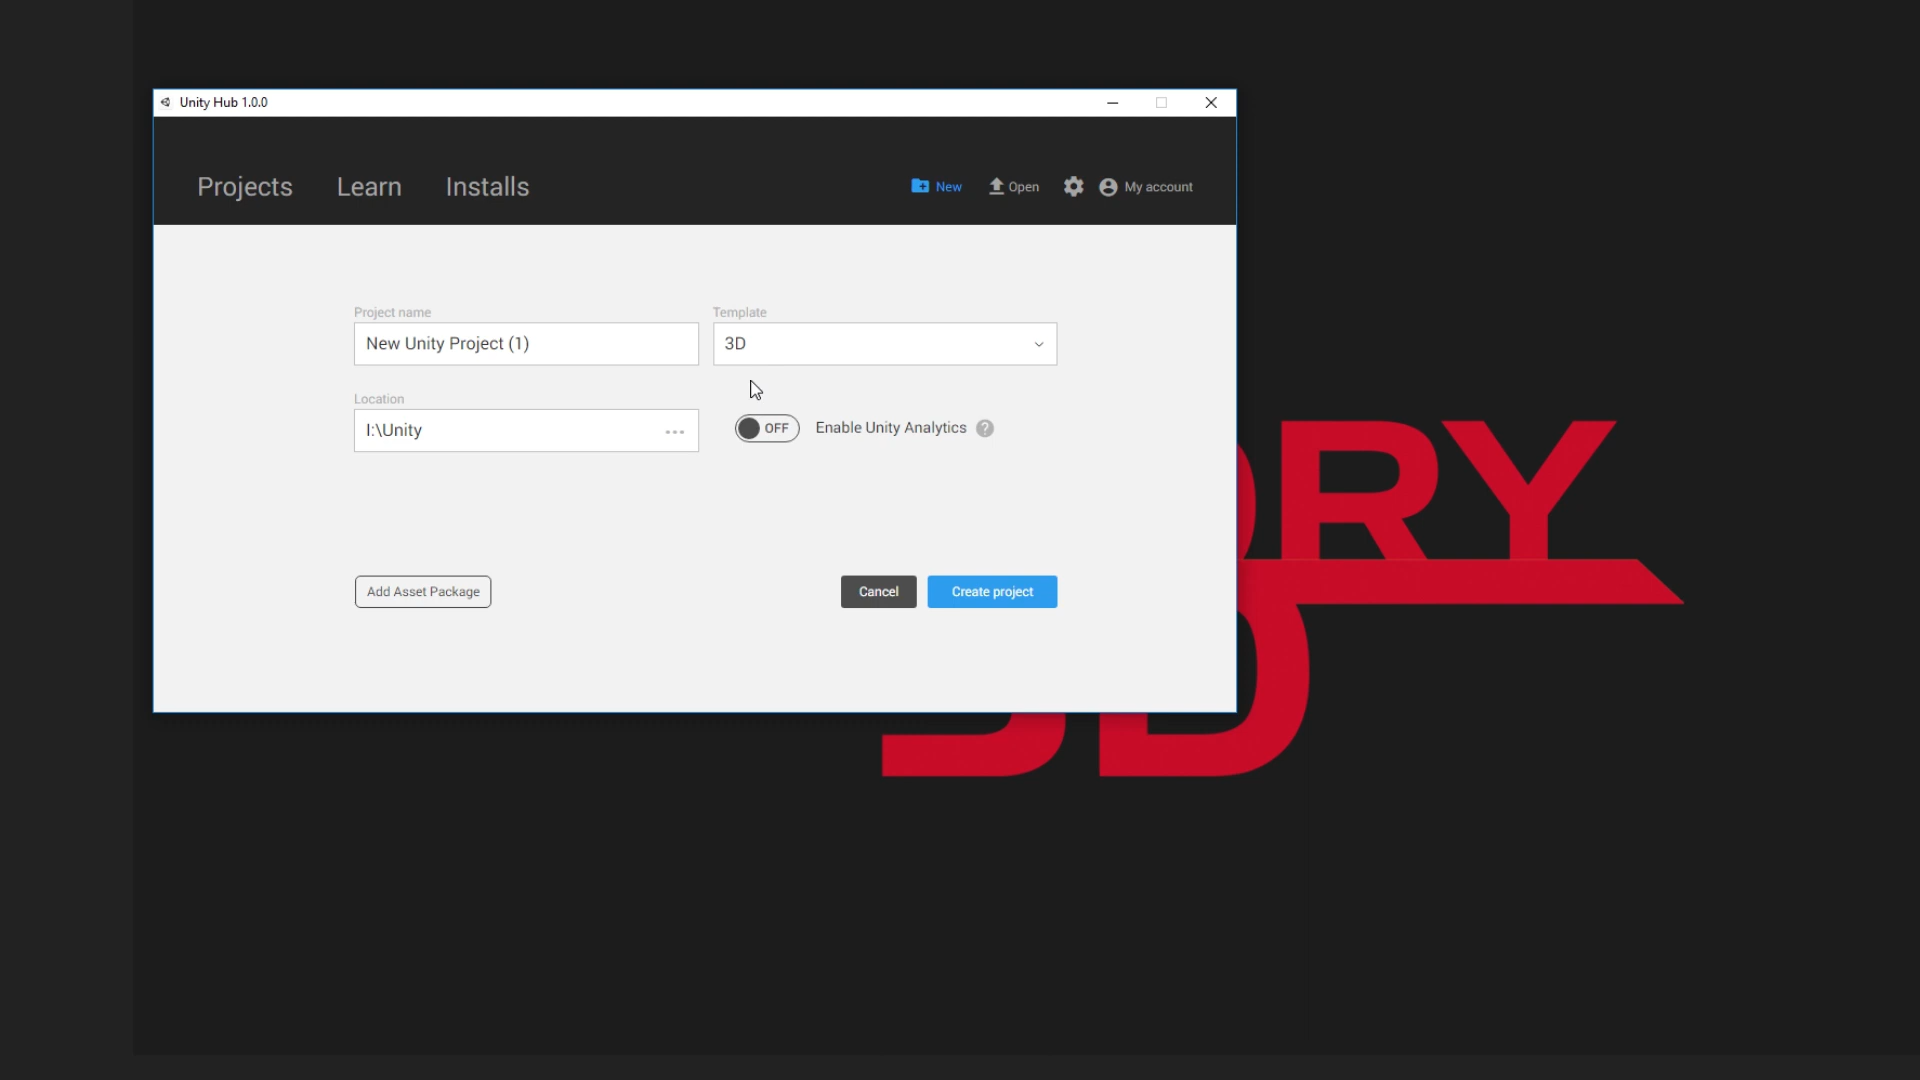 Unity Hub 1.0.0
Projects Learn Installs New Open My account
Project name Template
New Unity Project (1) 3D
Location
I:\Unity ... OFF Enable Unity Analytics ?
Add Asset Package Cancel Create project
RY
D